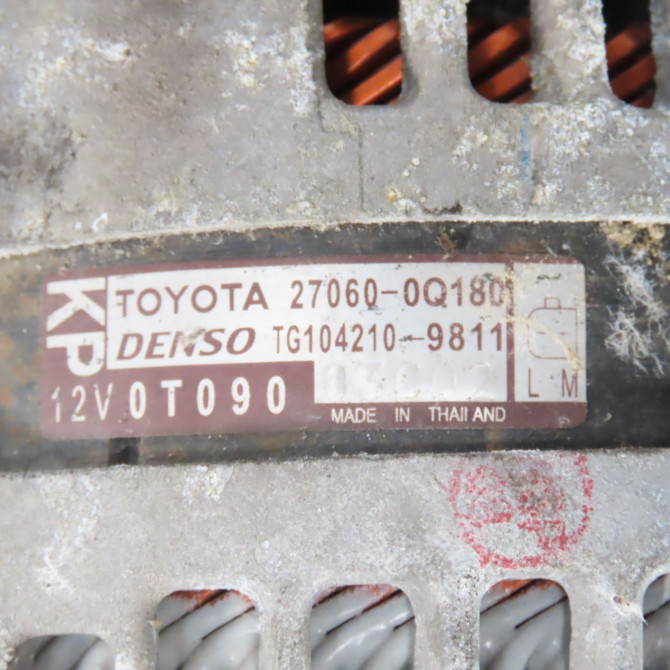 KP
TOYOTA 27060-0Q180
DENSO TG104210-9811
12V 0T090
MADE IN THAILAND
L M